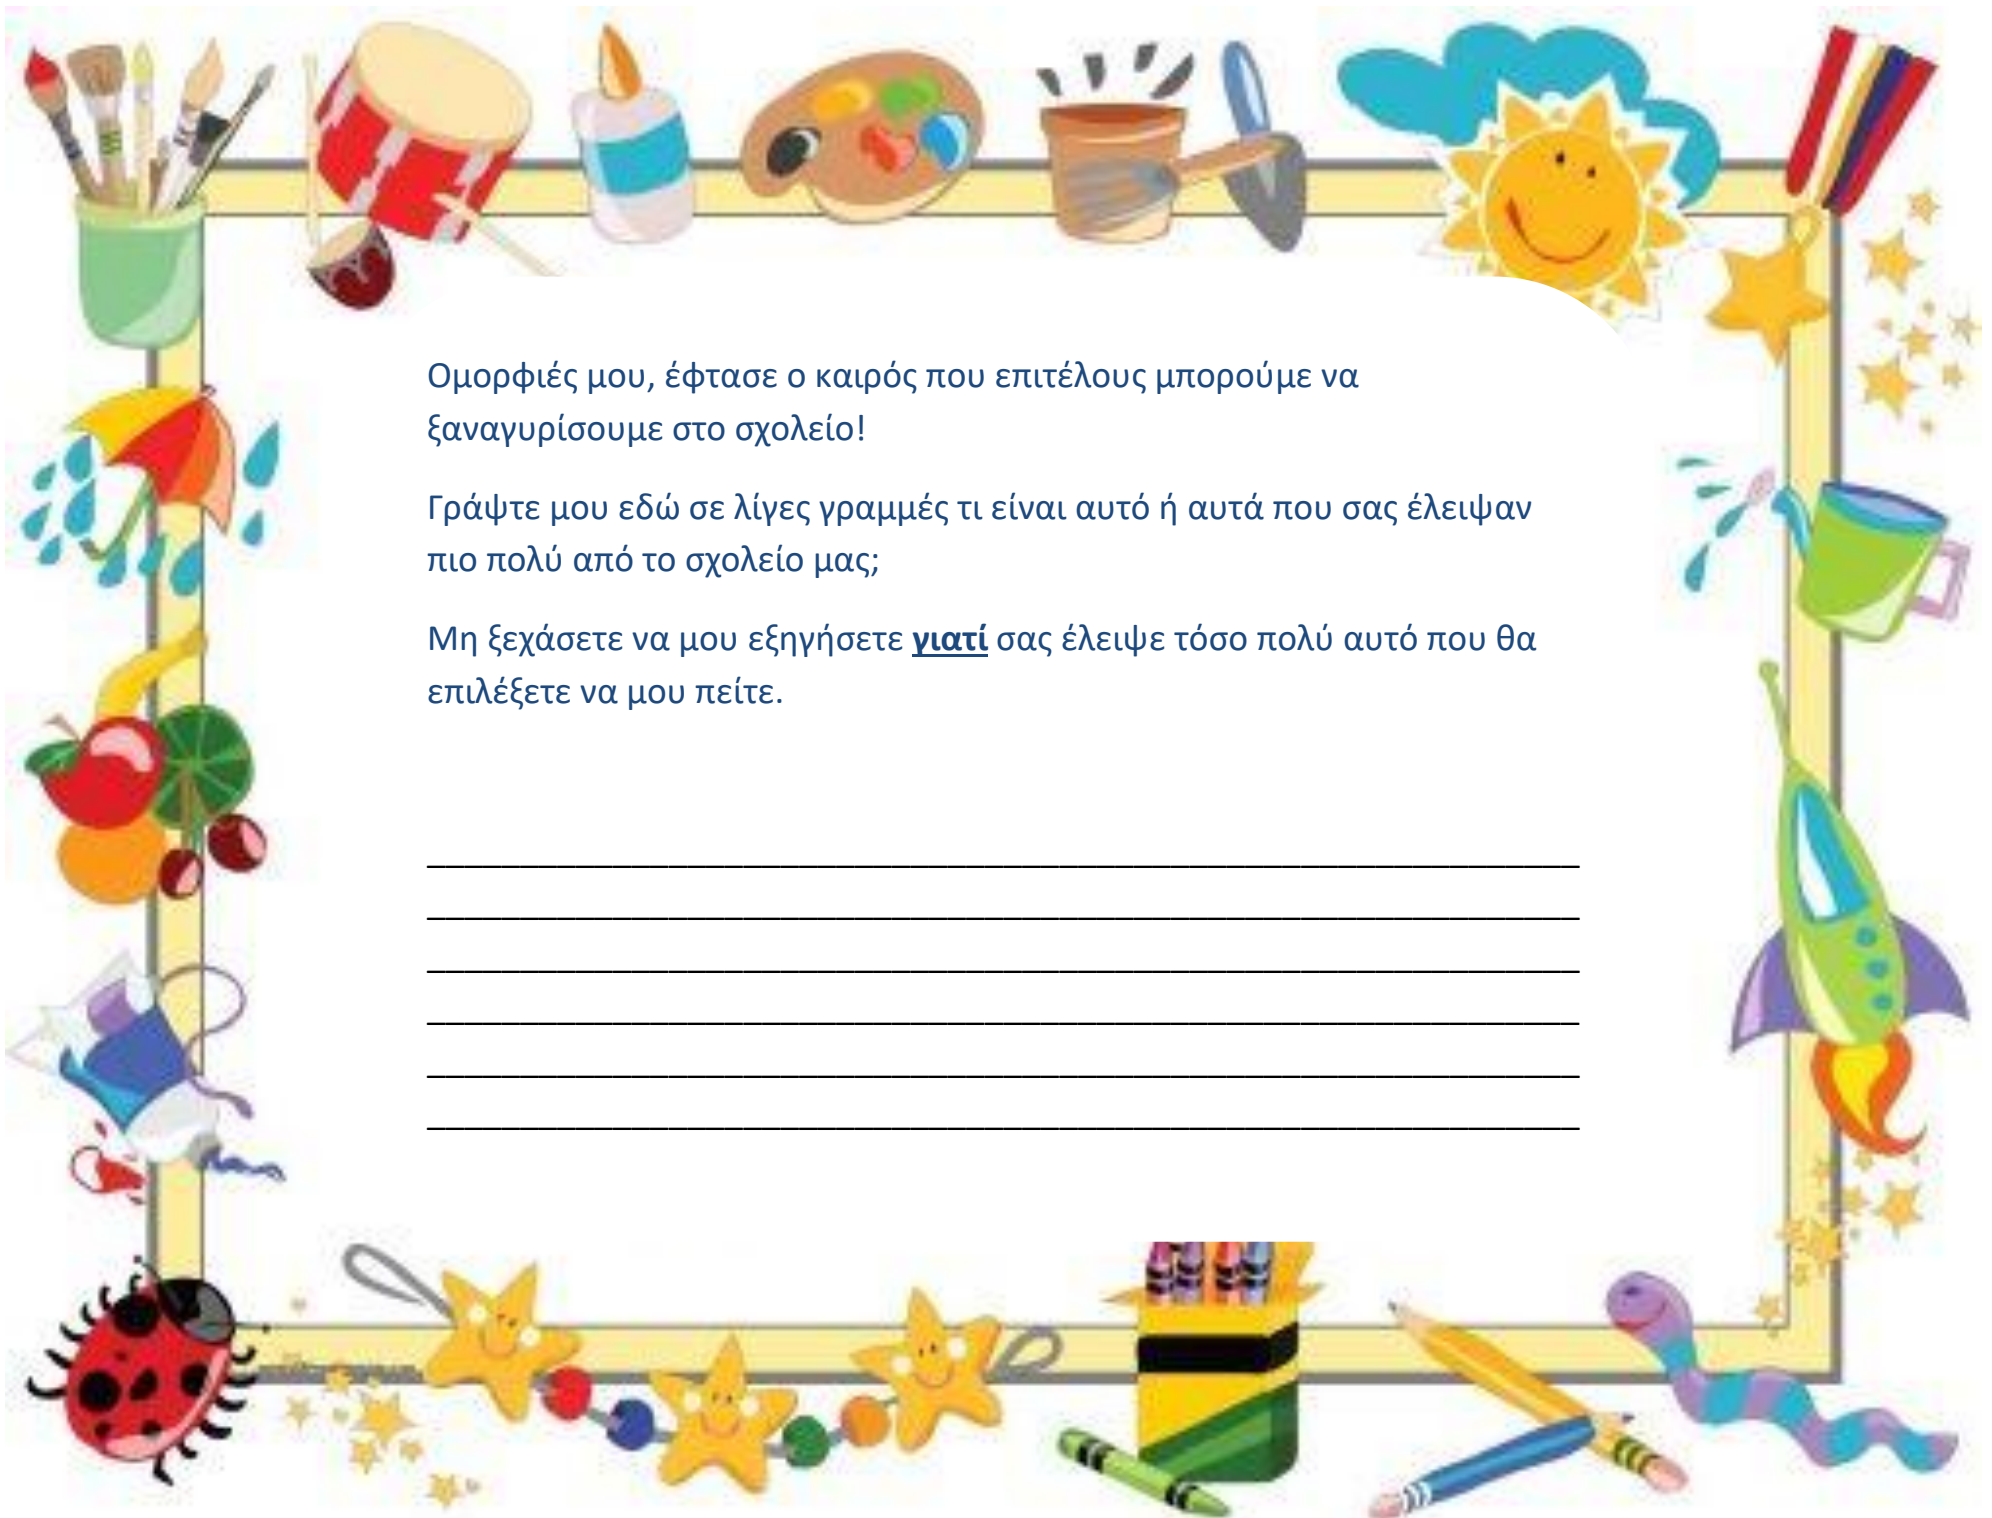 Ομορφιές μου, έφτασε ο καιρός που επιτέλους μπορούμε να
ξαναγυρίσουμε στο σχολείο!
Γράψτε μου εδώ σε λίγες γραμμές τι είναι αυτό ή αυτά που σας έλειψαν
πιο πολύ από το σχολείο μας;
Μη ξεχάσετε να μου εξηγήσετε γιατί σας έλειψε τόσο πολύ αυτό που θα
επιλέξετε να μου πείτε.